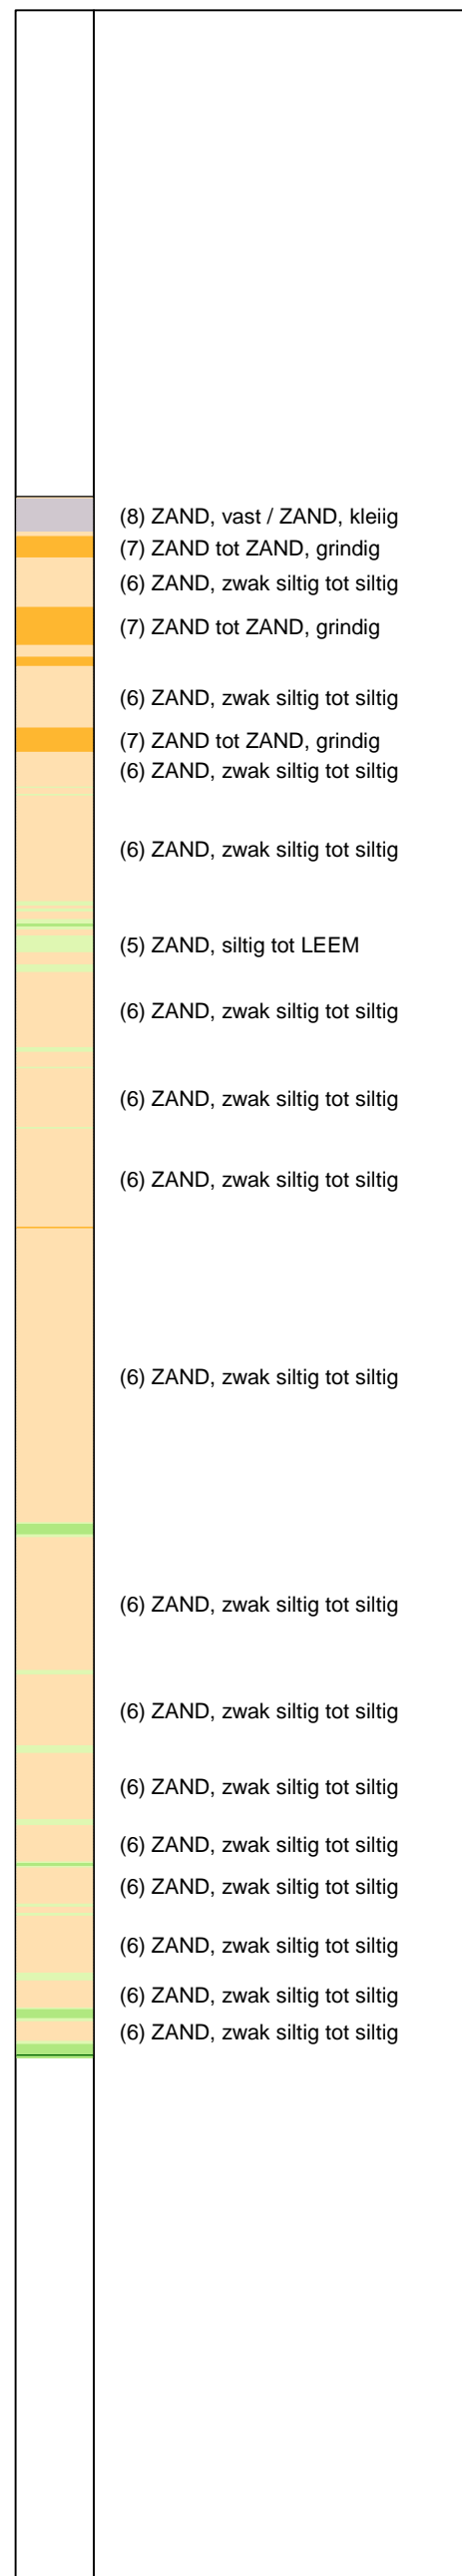 (8) ZAND, vast / ZAND, kleiig
(7) ZAND tot ZAND, grindig
(6) ZAND, zwak siltig tot siltig
(7) ZAND tot ZAND, grindig
(6) ZAND, zwak siltig tot siltig
(7) ZAND tot ZAND, grindig
(6) ZAND, zwak siltig tot siltig
(6) ZAND, zwak siltig tot siltig
(5) ZAND, siltig tot LEEM
(6) ZAND, zwak siltig tot siltig
(6) ZAND, zwak siltig tot siltig
(6) ZAND, zwak siltig tot siltig
(6) ZAND, zwak siltig tot siltig
(6) ZAND, zwak siltig tot siltig
(6) ZAND, zwak siltig tot siltig
(6) ZAND, zwak siltig tot siltig
(6) ZAND, zwak siltig tot siltig
(6) ZAND, zwak siltig tot siltig
(6) ZAND, zwak siltig tot siltig
(6) ZAND, zwak siltig tot siltig
(6) ZAND, zwak siltig tot siltig